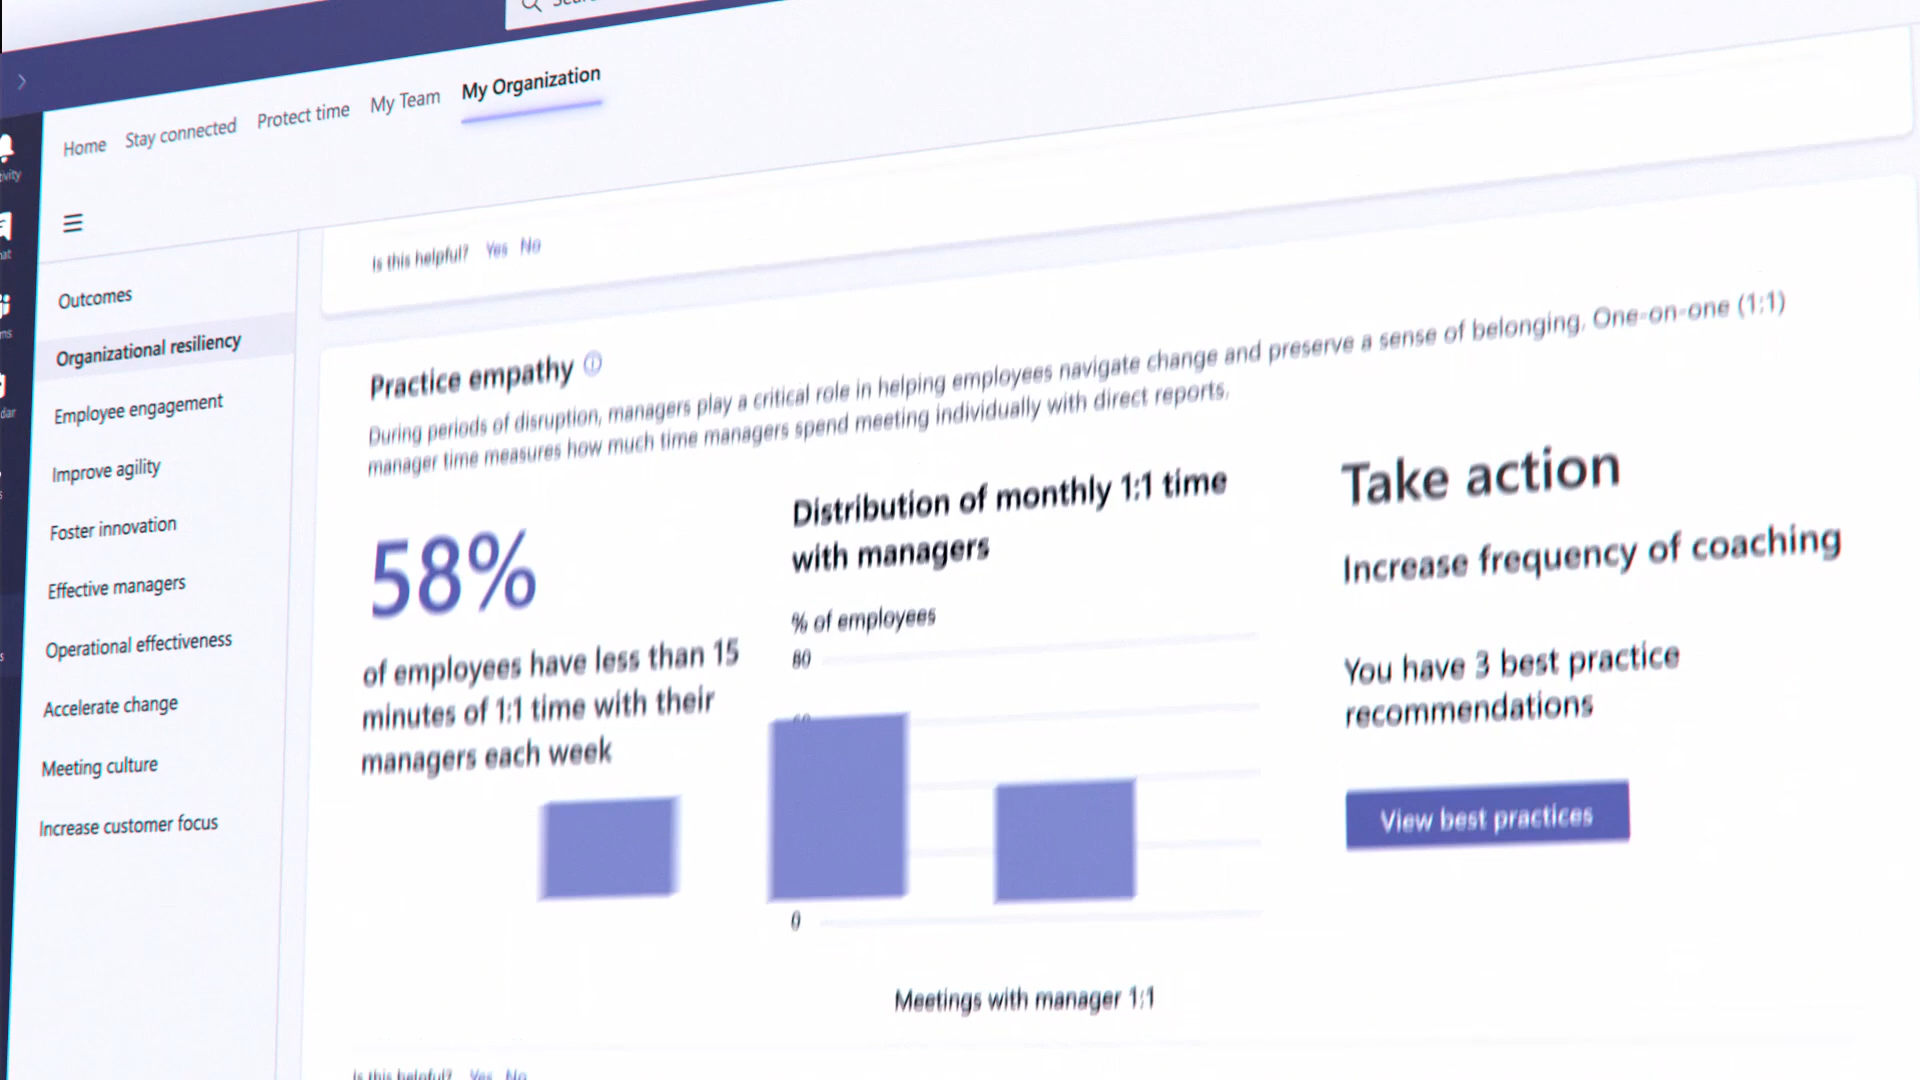 Home
Stay connected
Protect time
My Team
My Organization
Is this helpful? Yes No
Outcomes
Organizational resiliency
Employee engagement
Improve agility
Foster innovation
Effective managers
Operational effectiveness
Accelerate change
Meeting culture
Increase customer focus
Practice empathy
During periods of disruption, managers play a critical role in helping employees navigate change and preserve a sense of belonging. One-on-one (1:1)
manager time measures how much time managers spend meeting individually with direct reports.
58%
of employees have less than 15
minutes of 1:1 time with their
managers each week
Distribution of monthly 1:1 time
with managers
% of employees
80
60
0
Meetings with manager 1:1
Take action
Increase frequency of coaching
You have 3 best practice
recommendations
View best practices
Is this helpful? Yes No